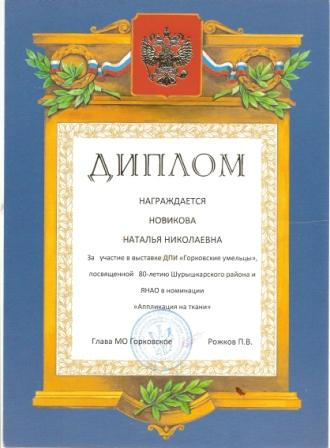 ДИПЛОМ
НАГРАЖДАЕТСЯ
НОВИКОВА
НАТАЛЬЯ НИКОЛАЕВНА
За участие в выставке ДПИ «Горковские умельцы»,
посвященной 80-летию Шурышкарского района и
ЯНАО в номинации
«Аппликация на ткани»
Глава МО Горковское Рожков П.В.